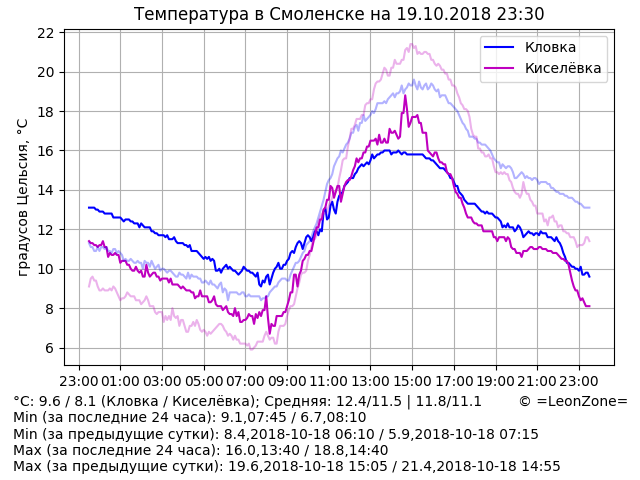 Температура в Смоленске на 19.10.2018 23:30
22
20
18
16
14
12
10
8
6
градусов Цельсия, °C
Кловка
Киселёвка
23:00 01:00 03:00 05:00 07:00 09:00 11:00 13:00 15:00 17:00 19:00 21:00 23:00
°C: 9.6 / 8.1 (Кловка / Киселёвка); Средняя: 12.4/11.5 | 11.8/11.1 © =LeonZone=
Min (за последние 24 часа): 9.1,07:45 / 6.7,08:10
Min (за предыдущие сутки): 8.4,2018-10-18 06:10 / 5.9,2018-10-18 07:15
Max (за последние 24 часа): 16.0,13:40 / 18.8,14:40
Max (за предыдущие сутки): 19.6,2018-10-18 15:05 / 21.4,2018-10-18 14:55